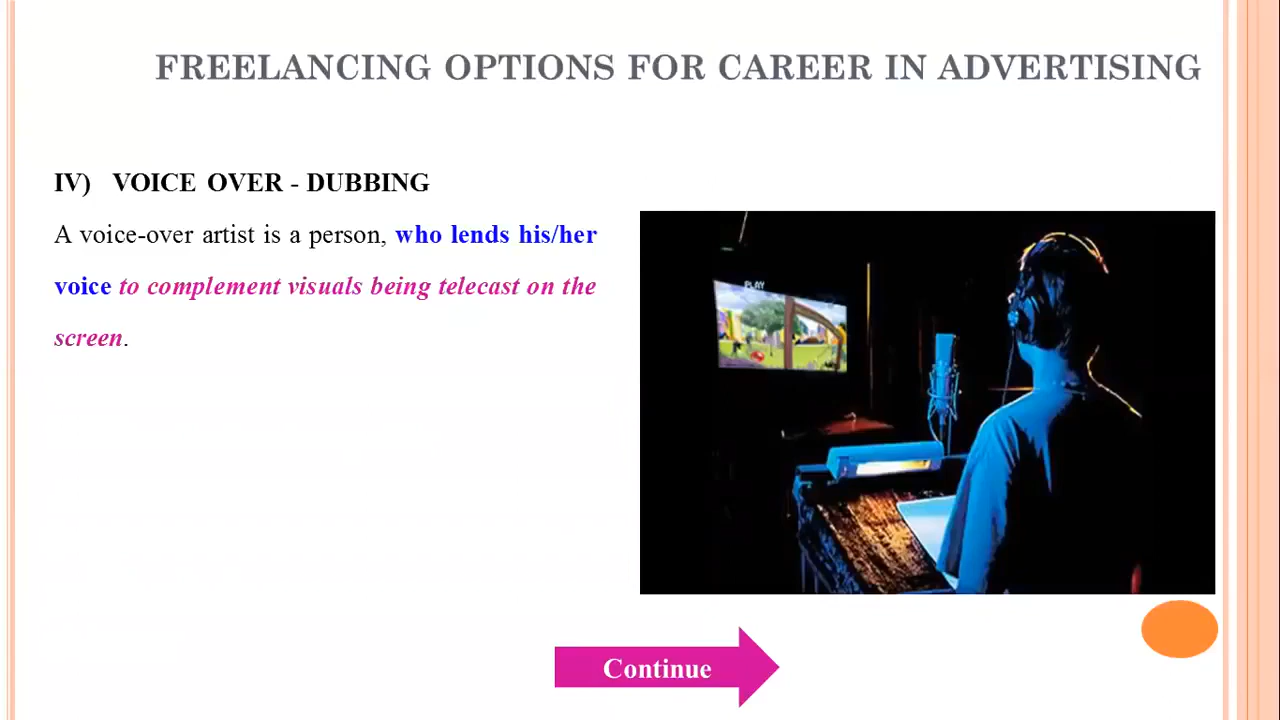 FREELANCING OPTIONS FOR CAREER IN ADVERTISING
IV) VOICE OVER - DUBBING
A voice-over artist is a person, who lends his/her
voice to complement visuals being telecast on the
screen.
PLAY
Continue